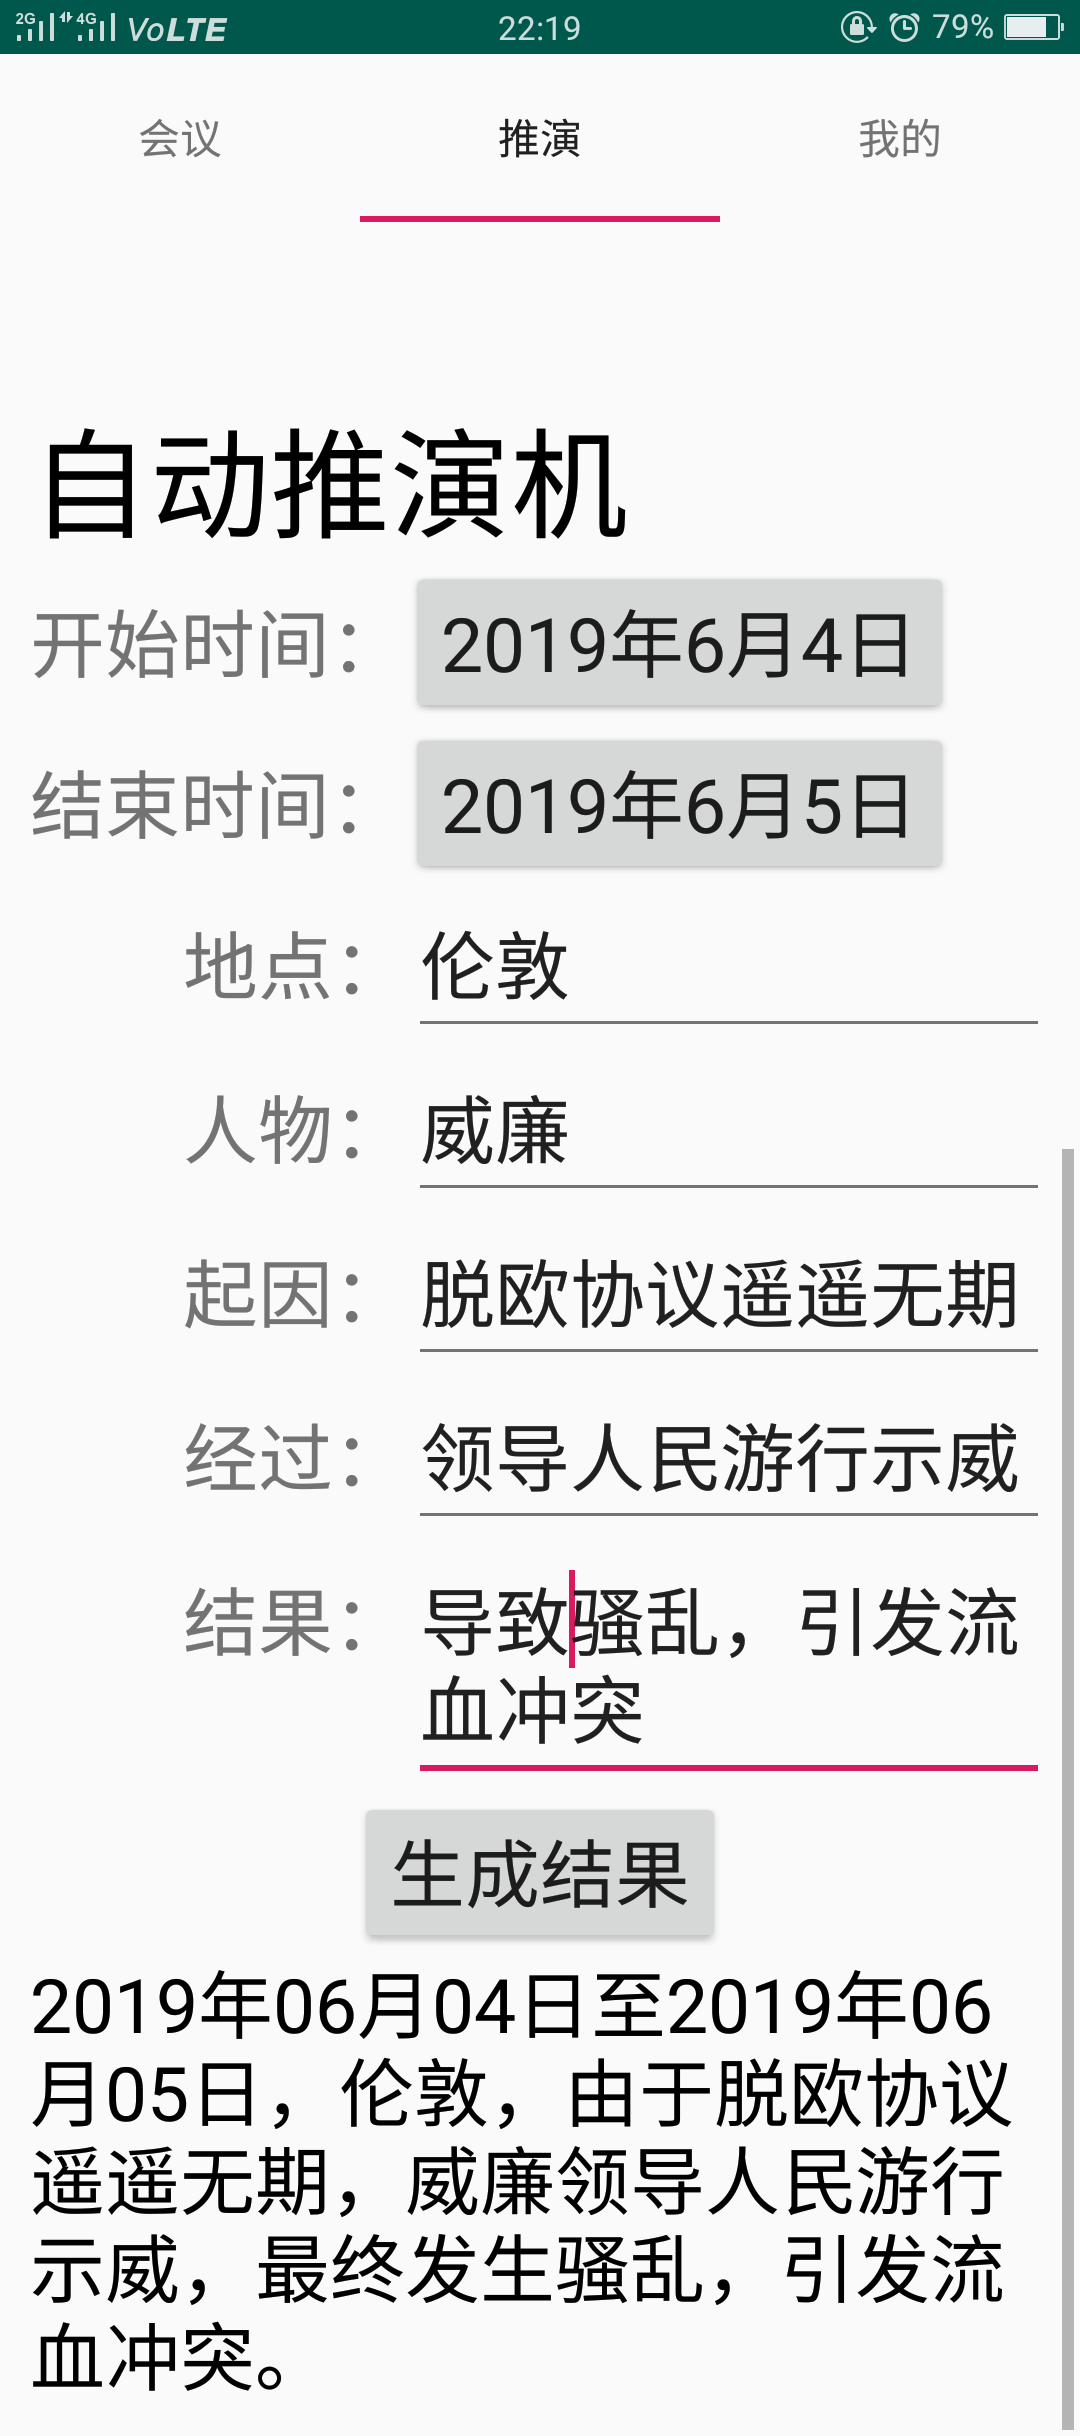 2G 4G VoLTE 22:19 79%
会议 推演 我的
自动推演机
开始时间： 2019年6月4日
结束时间： 2019年6月5日
地点： 伦敦
人物： 威廉
起因： 脱欧协议遥遥无期
经过： 领导人民游行示威
结果： 导致骚乱，引发流
血冲突
生成结果
2019年06月04日至2019年06
月05日，伦敦，由于脱欧协议
遥遥无期，威廉领导人民游行
示威，最终发生骚乱，引发流
血冲突。